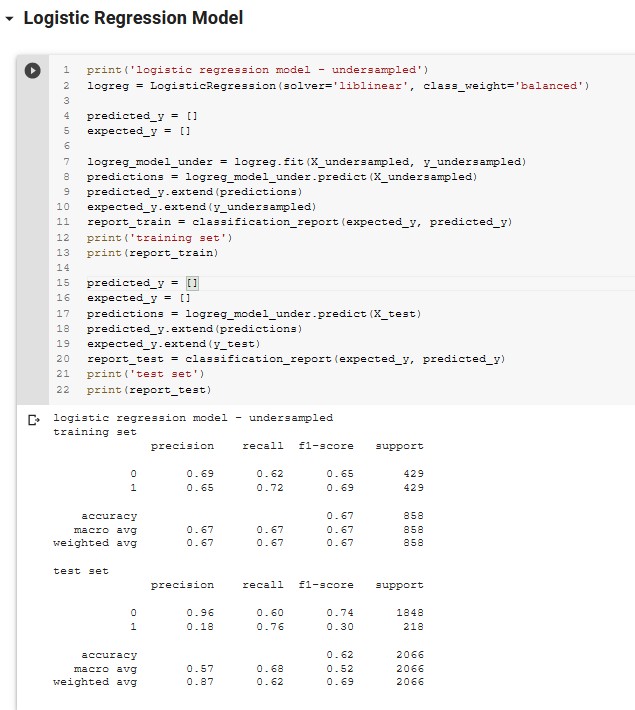 Logistic Regression Model
1 print('logistic regression model - undersampled')
2 logreg = LogisticRegression(solver='liblinear', class_weight='balanced')
3
4 predicted_y = []
5 expected_y = []
6
7 logreg_model_under = logreg.fit(X_undersampled, y_undersampled)
8 predictions = logreg_model_under.predict(X_undersampled)
9 predicted_y.extend(predictions)
10 expected_y.extend(y_undersampled)
11 report_train = classification_report(expected_y, predicted_y)
12 print('training set')
13 print(report_train)
14
15 predicted_y = []
16 expected_y = []
17 predictions = logreg_model_under.predict(X_test)
18 predicted_y.extend(predictions)
19 expected_y.extend(y_test)
20 report_test = classification_report(expected_y, predicted_y)
21 print('test set')
22 print(report_test)
logistic regression model - undersampled
training set
precision recall f1-score support
0 0.69 0.62 0.65 429
1 0.65 0.72 0.69 429
accuracy 0.67 858
macro avg 0.67 0.67 0.67 858
weighted avg 0.67 0.67 0.67 858
test set
precision recall f1-score support
0 0.96 0.60 0.74 1848
1 0.18 0.76 0.30 218
accuracy 0.62 2066
macro avg 0.57 0.68 0.52 2066
weighted avg 0.87 0.62 0.69 2066